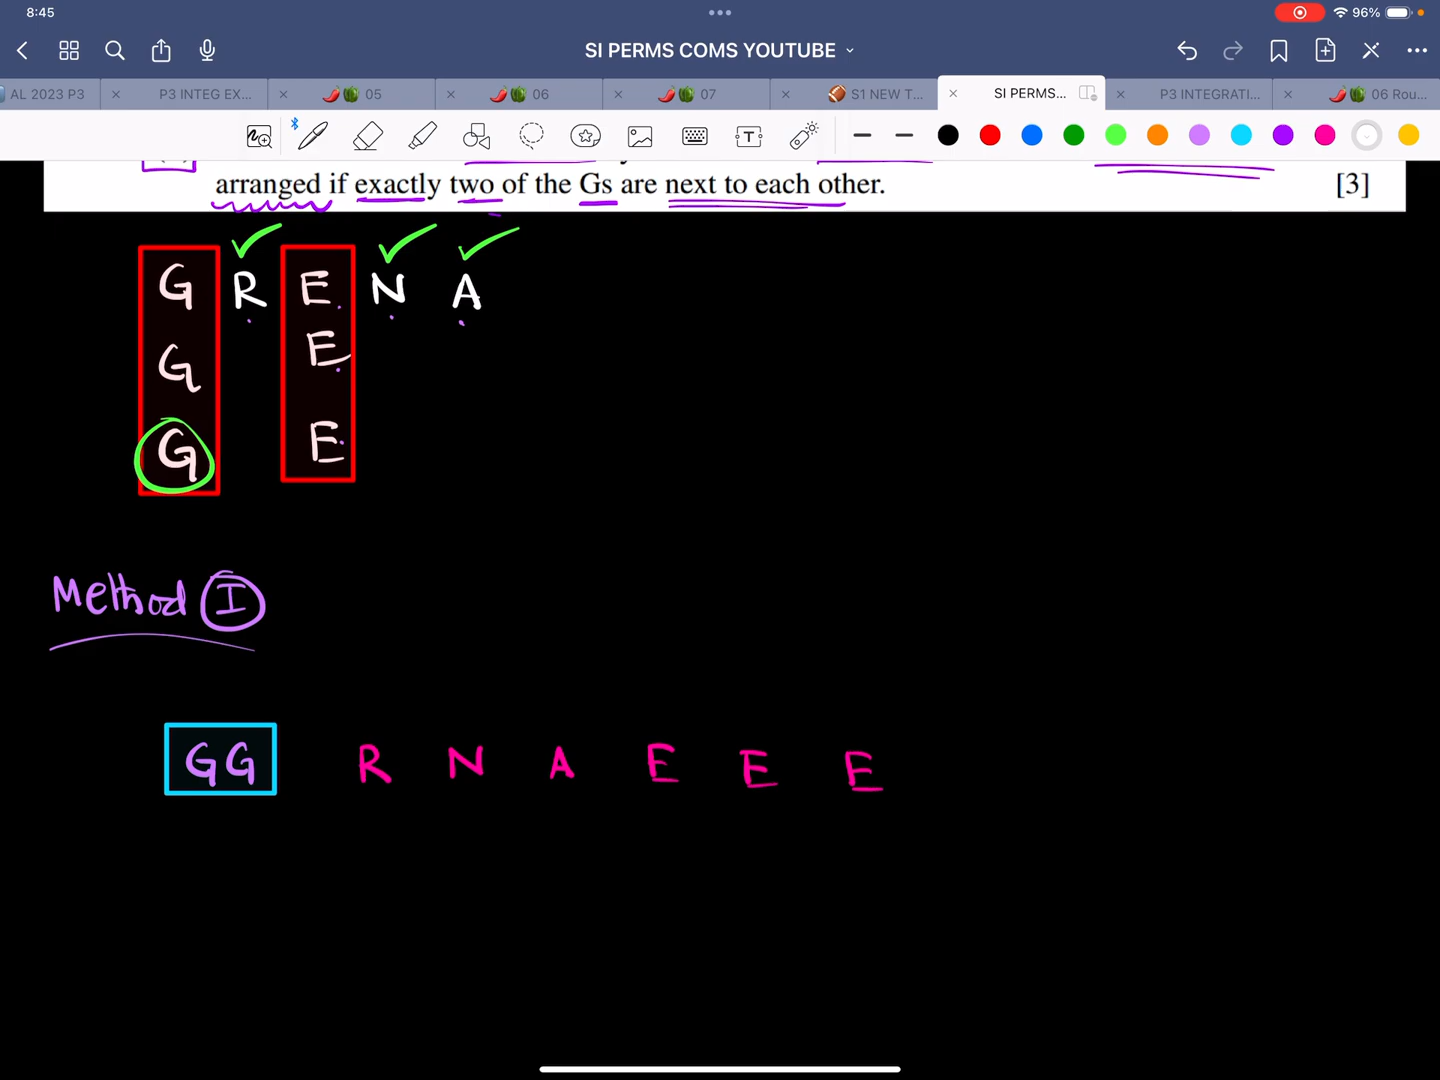 8:45
96%
SI PERMS COMS YOUTUBE
AL 2023 P3
P3 INTEG EX...
05
06
07
S1 NEW T...
SI PERMS...
P3 INTEGRATI...
06 Rou...
T
arranged if exactly two of the Gs are next to each other. [3]
G R E N A
G E
G E
Method I
GG R N A E E E